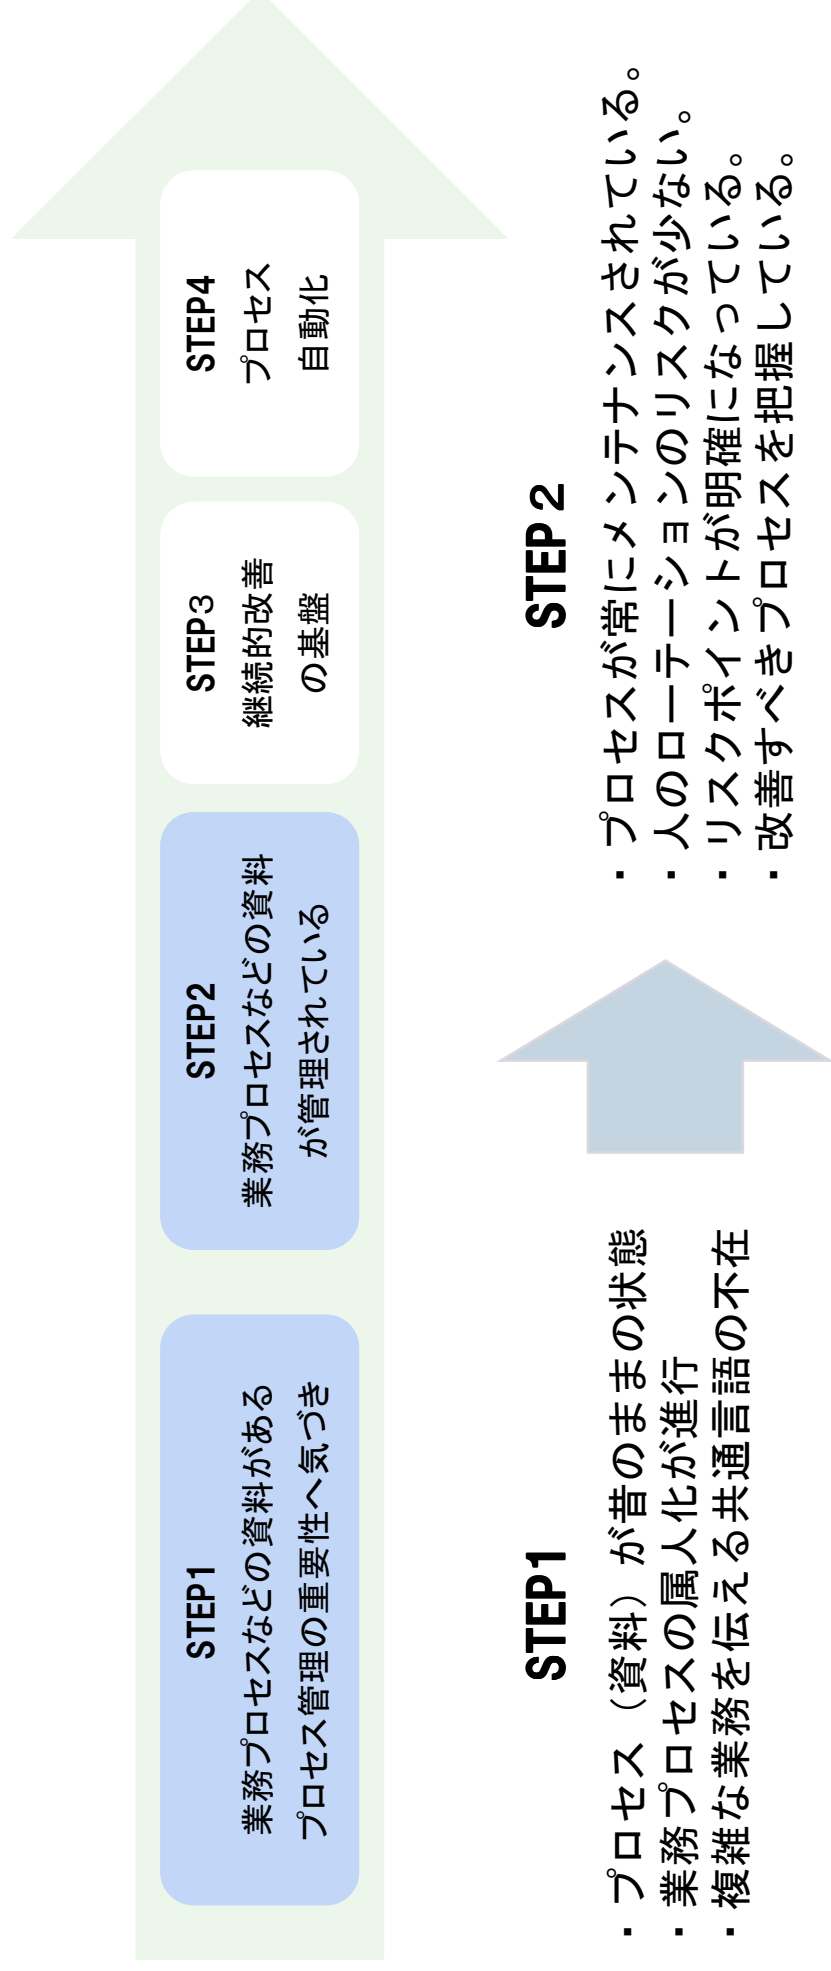 STEP1
業務プロセスなどの資料がある
プロセス管理の重要性へ気づき
STEP2
業務プロセスなどの資料
が管理されている
STEP３
継続的改善
の基盤
STEP4
プロセス
自動化
STEP1
・プロセス（資料）が昔のままの状態
・業務プロセスの属人化が進行
・複雑な業務を伝える共通言語の不在
STEP２
・プロセスが常にメンテナンスされている。
・人のローテーションのリスクが少ない。
・リスクポイントが明確になっている。
・改善すべきプロセスを把握している。